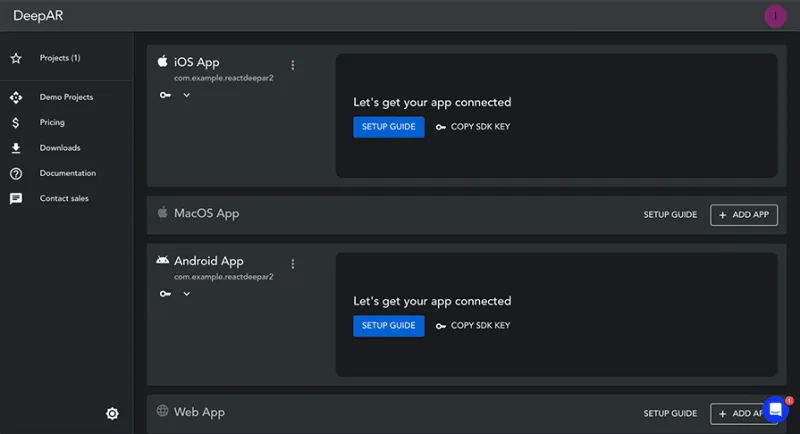 DeepAR
I
Projects (1)
Demo Projects
Pricing
Downloads
Documentation
Contact sales
iOS App
com.example.reactdeepar2
Let's get your app connected
SETUP GUIDE
COPY SDK KEY
MacOS App
SETUP GUIDE
+ ADD APP
Android App
com.example.reactdeepar2
Let's get your app connected
SETUP GUIDE
COPY SDK KEY
Web App
SETUP GUIDE
+ ADD AP
1